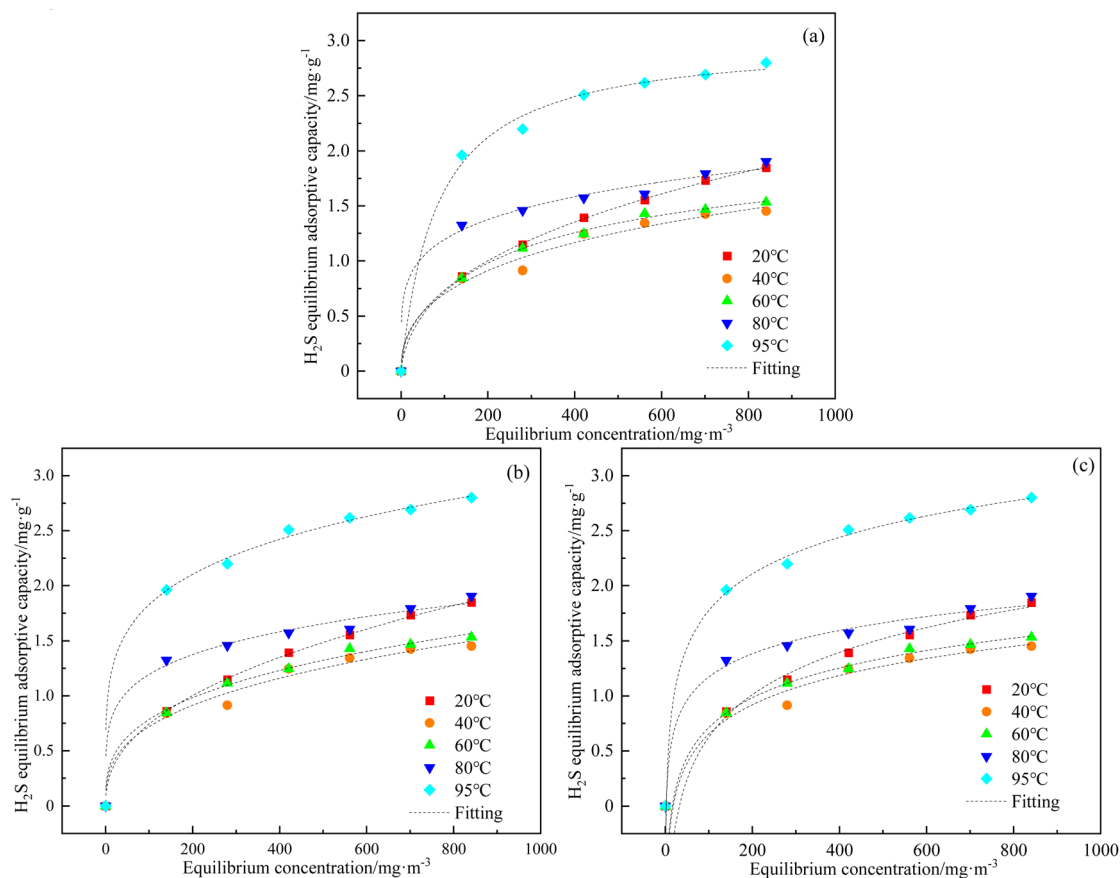 (a)
H₂S equilibrium adsorptive capacity/mg·g⁻¹
3.0
2.5
2.0
1.5
1.0
0.5
0
20℃
40℃
60℃
80℃
95℃
Fitting
0 200 400 600 800 1000
Equilibrium concentration/mg·m⁻³
(b)
H₂S equilibrium adsorptive capacity/mg·g⁻¹
3.0
2.5
2.0
1.5
1.0
0.5
0
20℃
40℃
60℃
80℃
95℃
Fitting
0 200 400 600 800 1000
Equilibrium concentration/mg·m⁻³
(c)
H₂S equilibrium adsorptive capacity/mg·g⁻¹
3.0
2.5
2.0
1.5
1.0
0.5
0
20℃
40℃
60℃
80℃
95℃
Fitting
0 200 400 600 800 1000
Equilibrium concentration/mg·m⁻³